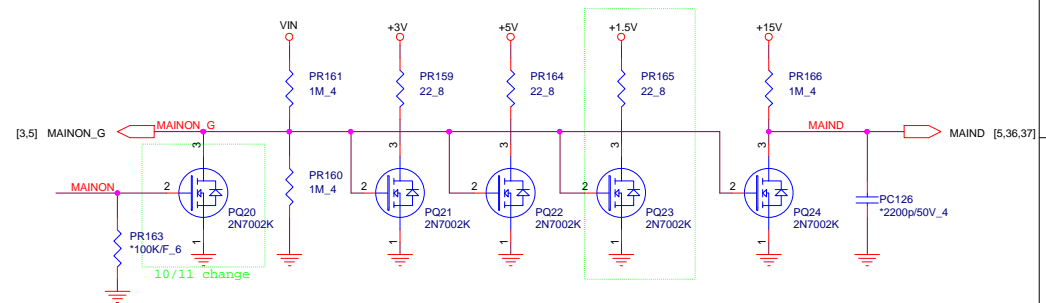 VIN
+3V
+5V
+1.5V
+15V
PR161
1M_4
PR159
22_8
PR164
22_8
PR165
22_8
PR166
1M_4
[3,5] MAINON_G
MAINON_G
MAIND
MAIND [5,36,37]
3
3
3
3
3
MAINON
2
2
2
2
2
PR160
1M_4
PQ20
2N7002K
PQ21
2N7002K
PQ22
2N7002K
PQ23
2N7002K
PQ24
2N7002K
PC126
*2200p/50V_4
1
1
1
1
1
PR163
*100K/F_6
10/11 change